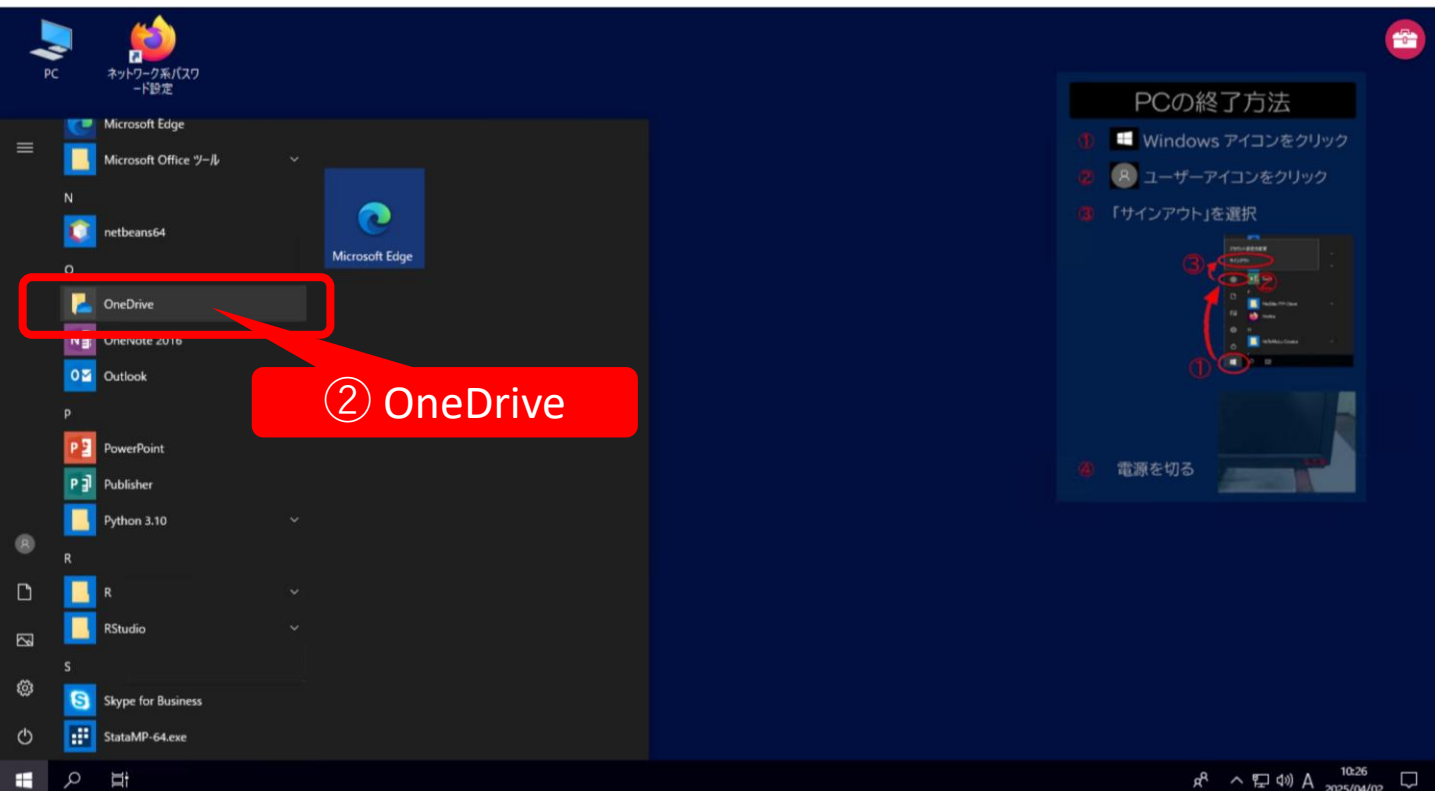 PC
ネットワーク系パスワ
ード設定
Microsoft Edge
Microsoft Office ツール
N
netbeans64
Microsoft Edge
O
OneDrive
OneNote 2016
Outlook
② OneDrive
P
PowerPoint
Publisher
Python 3.10
R
R
RStudio
S
Skype for Business
StataMP-64.exe
PCの終了方法
① Windows アイコンをクリック
② ユーザーアイコンをクリック
③ 「サインアウト」を選択
③
②
①
④ 電源を切る
A
10:26
2025/04/02